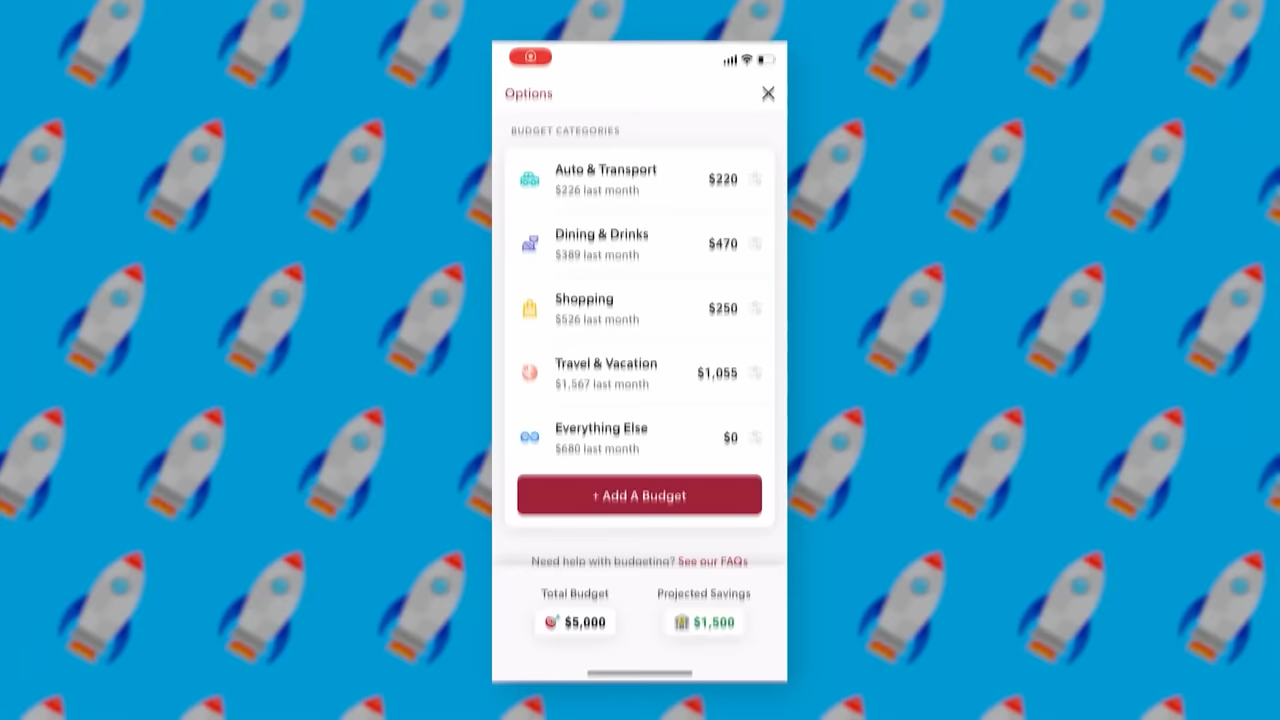 Options
BUDGET CATEGORIES
Auto & Transport
$226 last month
$220
Dining & Drinks
$389 last month
$470
Shopping
$526 last month
$250
Travel & Vacation
$1,567 last month
$1,055
Everything Else
$680 last month
$0
+ Add A Budget
Need help with budgeting? See our FAQs
Total Budget
Projected Savings
$5,000
$1,500